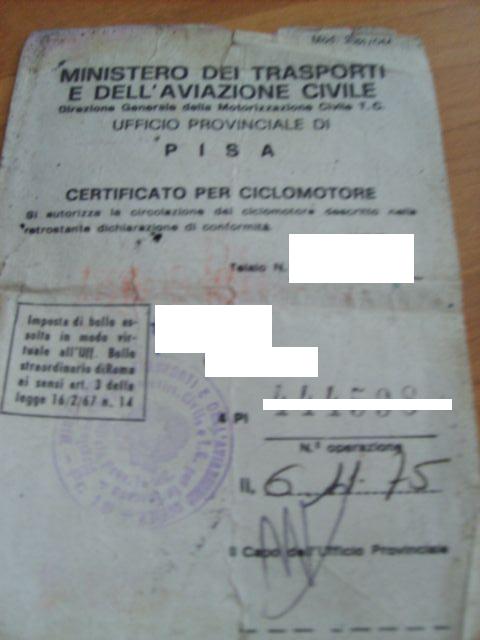 MINISTERO DEI TRASPORTI
E DELL'AVIAZIONE CIVILE
Direzione Generale della Motorizzazione Civile T.C.
UFFICIO PROVINCIALE DI
PISA
CERTIFICATO PER CICLOMOTORE
Si autorizza la circolazione del ciclomotore descritto nella
retrostante dichiarazione di conformità.
Telaio N.
Imposta di bollo as-
solta in modo vir-
tuale all'Uff. Bollo
straordinario di Roma
ai sensi art. 3 della
legge 16/2/67 n. 14
PI
N.° operazione
Il, 6
75
Il Capo dell'Ufficio Provinciale